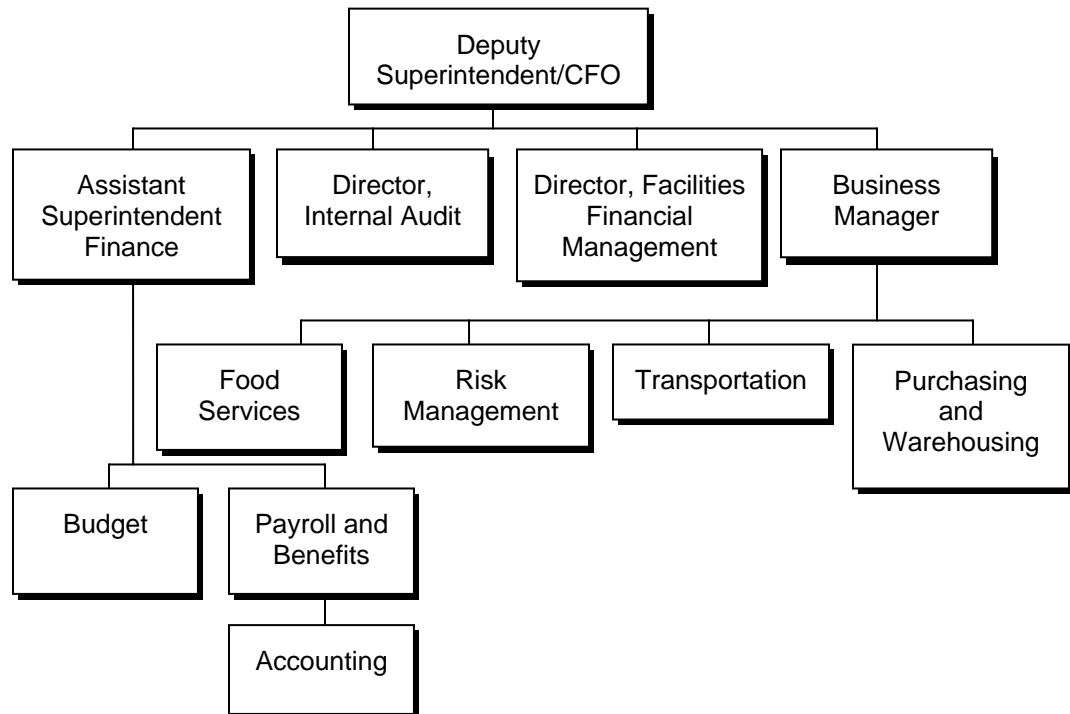 Deputy
Superintendent/CFO
Assistant
Superintendent
Finance
Director,
Internal Audit
Director, Facilities
Financial
Management
Business
Manager
Food
Services
Risk
Management
Transportation
Purchasing
and
Warehousing
Budget
Payroll and
Benefits
Accounting